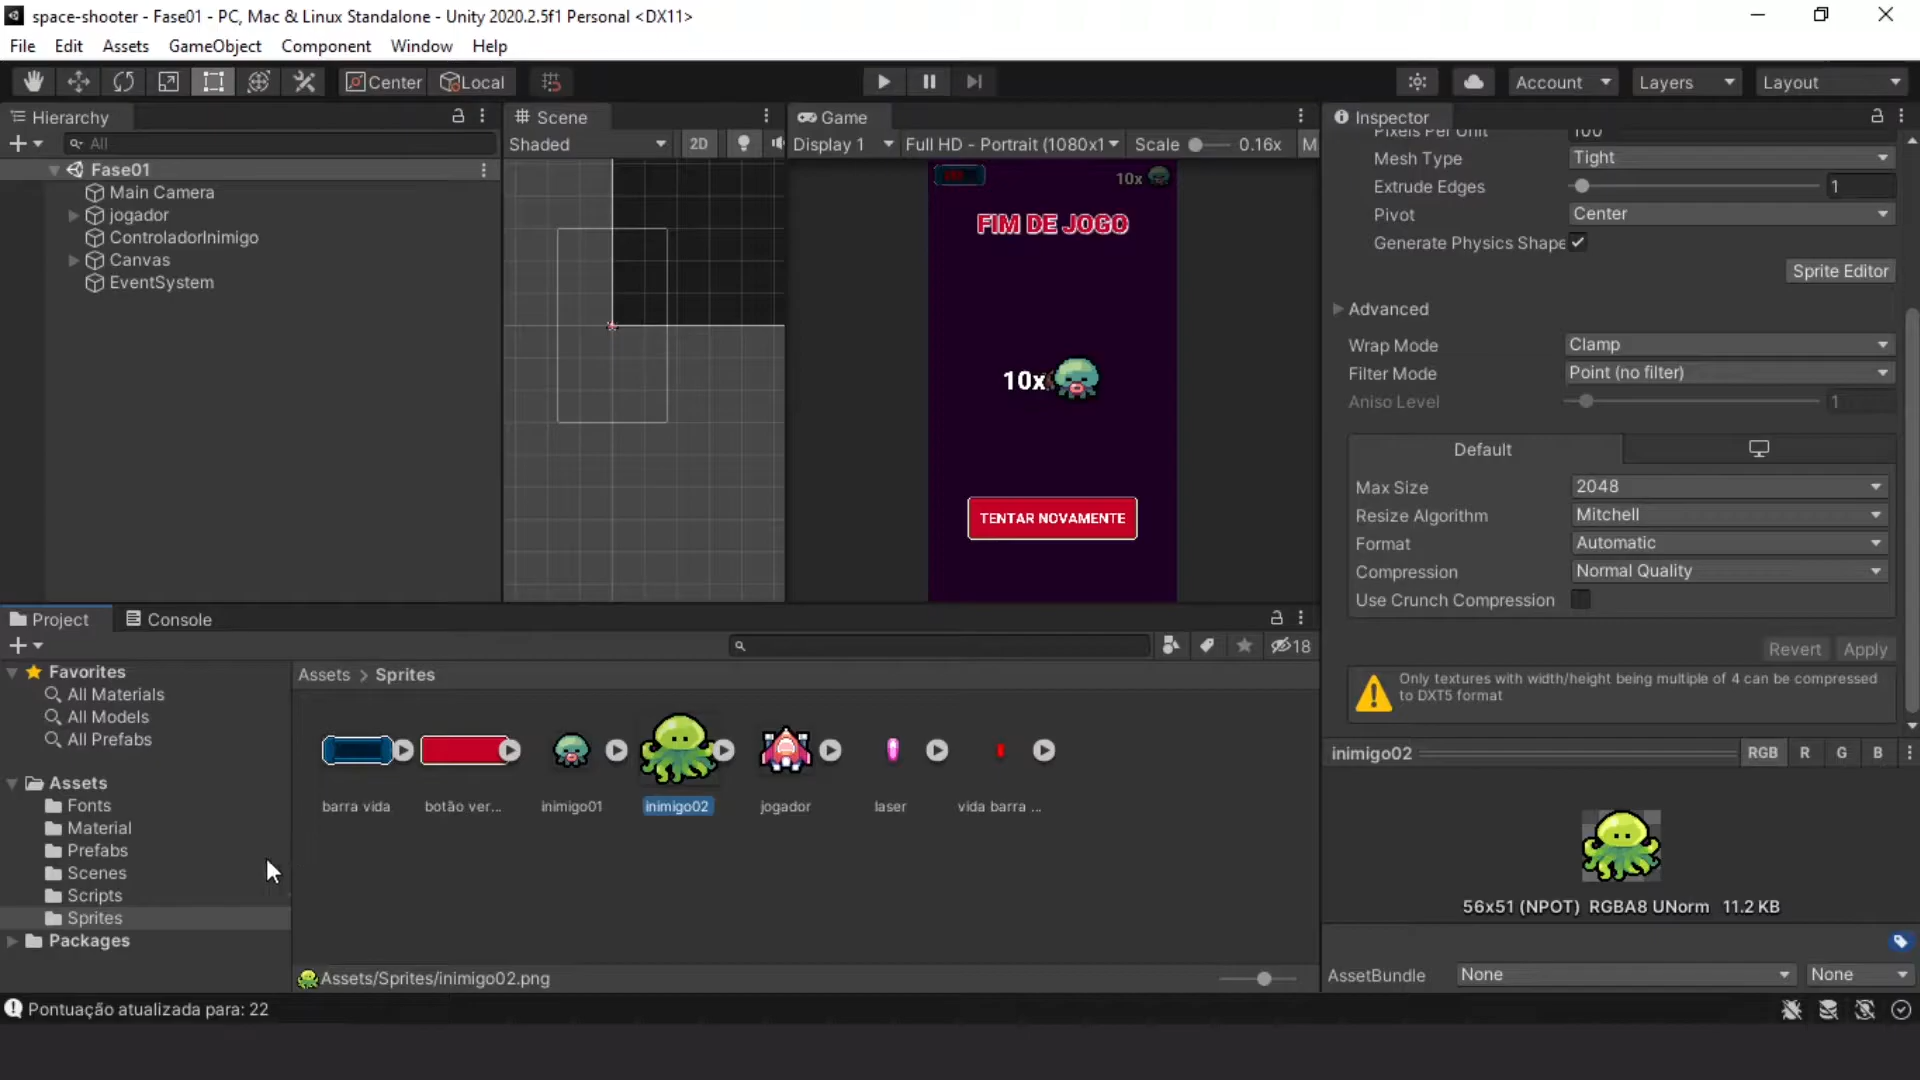 space-shooter - Fase01 - PC, Mac & Linux Standalone - Unity 2020.2.5f1 Personal <DX11>
File Edit Assets GameObject Component Window Help
Center Local Account Layers Layout
Hierarchy
All
Fase01
Main Camera
jogador
ControladorInimigo
Canvas
EventSystem
Scene
Shaded 2D
Game
Display 1 Full HD - Portrait (1080x1 Scale 0.16x M
10x
FIM DE JOGO
10x
TENTAR NOVAMENTE
Inspector
Pixels Per Unit 100
Mesh Type Tight
Extrude Edges 1
Pivot Center
Generate Physics Shape
Sprite Editor
Advanced
Wrap Mode Clamp
Filter Mode Point (no filter)
Aniso Level 1
Default
Max Size 2048
Resize Algorithm Mitchell
Format Automatic
Compression Normal Quality
Use Crunch Compression
Revert Apply
Only textures with width/height being multiple of 4 can be compressed
to DXT5 format
inimigo02 RGB R G B
56x51 (NPOT) RGBA8 UNorm 11.2 KB
AssetBundle None None
Project Console
18
Favorites
All Materials
All Models
All Prefabs
Assets
Fonts
Material
Prefabs
Scenes
Scripts
Sprites
Packages
Assets > Sprites
barra vida botão ver... inimigo01 inimigo02 jogador laser vida barra ...
Assets/Sprites/inimigo02.png
Pontuação atualizada para: 22